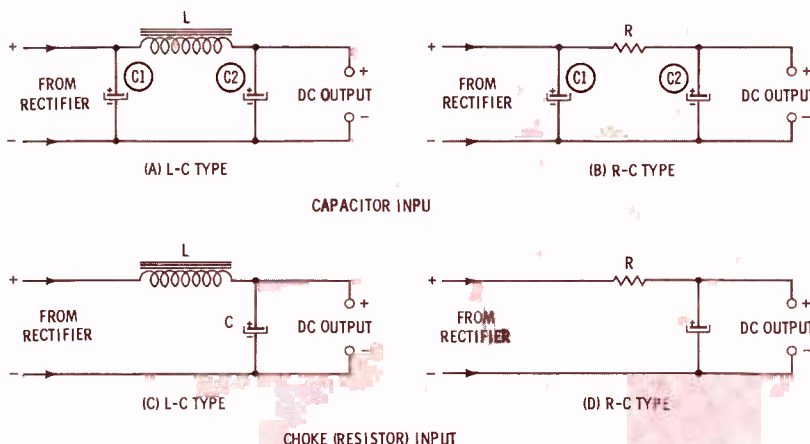 L
R
+
+
C1
C2
C1
C2
FROM
RECTIFIER
+
DC OUTPUT
−
FROM
RECTIFIER
+
DC OUTPUT
−
−
−
(A) L-C TYPE
(B) R-C TYPE
CAPACITOR INPU
L
R
+
+
FROM
RECTIFIER
C
+
DC OUTPUT
−
FROM
RECTIFIER
+
DC OUTPUT
−
−
−
(C) L-C TYPE
(D) R-C TYPE
CHOKE (RESISTOR) INPUT